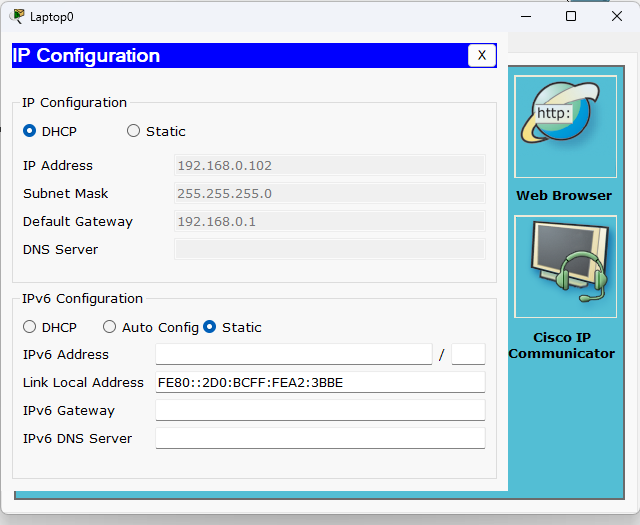 Laptop0
IP Configuration
X
IP Configuration
DHCP
Static
IP Address
192.168.0.102
Subnet Mask
255.255.255.0
Default Gateway
192.168.0.1
DNS Server
IPv6 Configuration
DHCP
Auto Config
Static
IPv6 Address
/
Link Local Address
FE80::2D0:BCFF:FEA2:3BBE
IPv6 Gateway
IPv6 DNS Server
http:
Web Browser
Cisco IP
Communicator